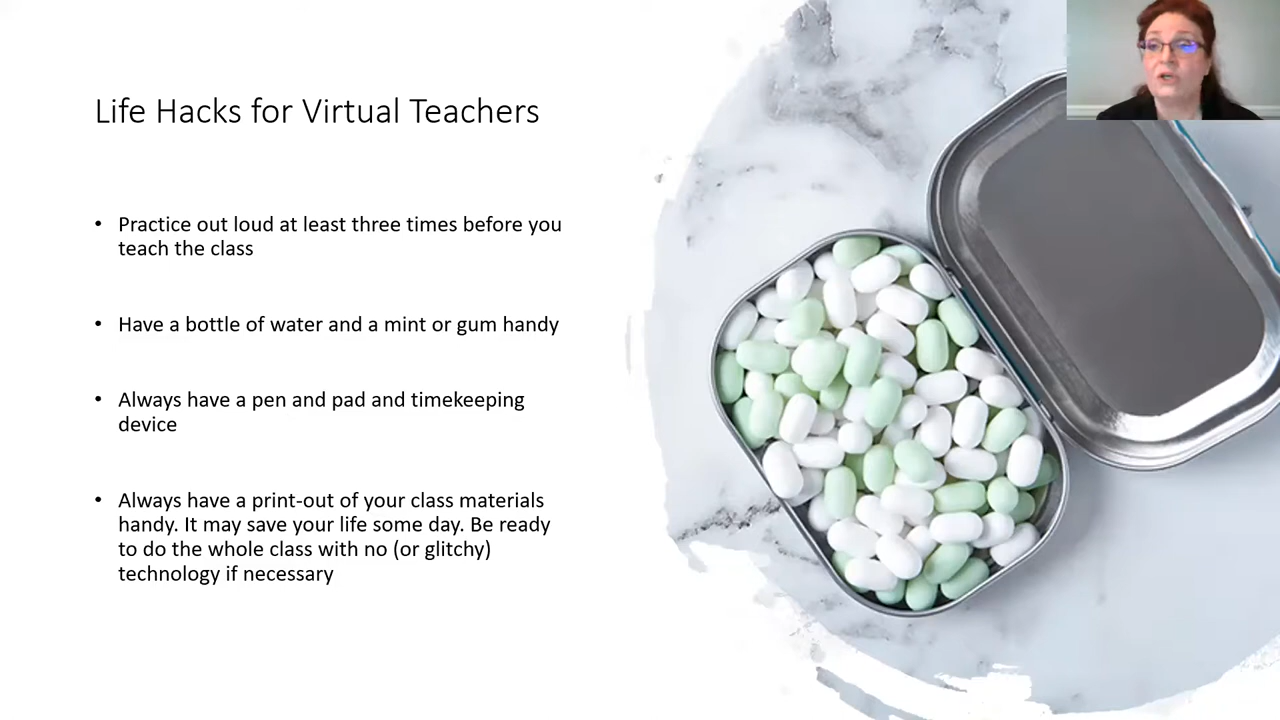 Life Hacks for Virtual Teachers
• Practice out loud at least three times before you
teach the class
• Have a bottle of water and a mint or gum handy
• Always have a pen and pad and timekeeping
device
• Always have a print-out of your class materials
handy. It may save your life some day. Be ready
to do the whole class with no (or glitchy)
technology if necessary